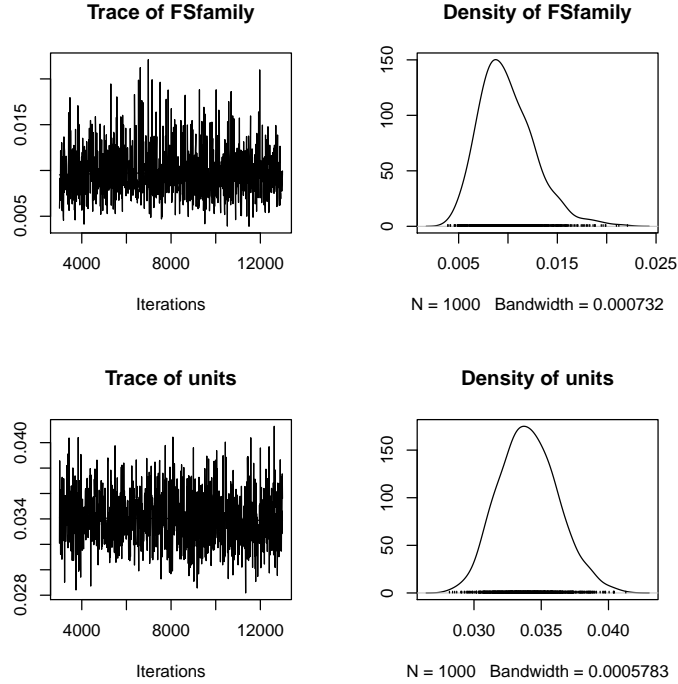 Trace of FSfamily
0.005 0.015
4000 8000 12000
Iterations
Density of FSfamily
0 50 100 150
0.005 0.015 0.025
N = 1000 Bandwidth = 0.000732
Trace of units
0.028 0.034 0.040
4000 8000 12000
Iterations
Density of units
0 50 100 150
0.030 0.035 0.040
N = 1000 Bandwidth = 0.0005783